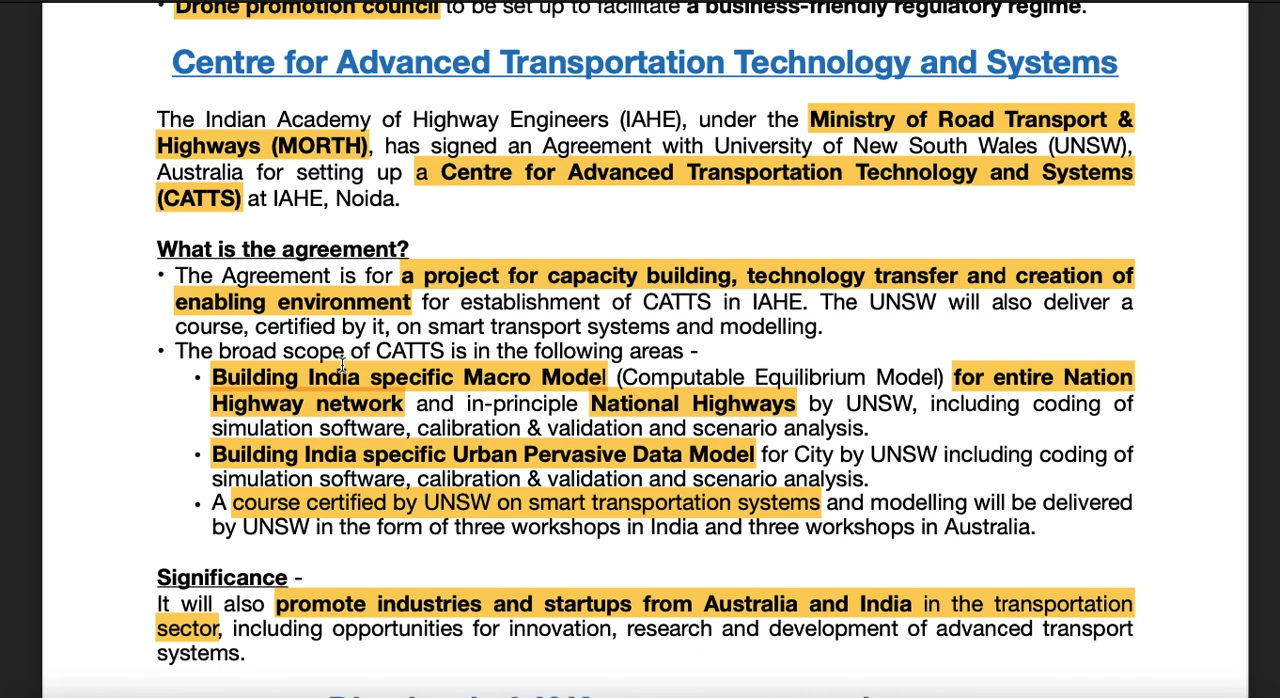 • Drone promotion council to be set up to facilitate a business-friendly regulatory regime.
Centre for Advanced Transportation Technology and Systems
The Indian Academy of Highway Engineers (IAHE), under the Ministry of Road Transport &
Highways (MORTH), has signed an Agreement with University of New South Wales (UNSW),
Australia for setting up a Centre for Advanced Transportation Technology and Systems
(CATTS) at IAHE, Noida.
What is the agreement?
• The Agreement is for a project for capacity building, technology transfer and creation of
enabling environment for establishment of CATTS in IAHE. The UNSW will also deliver a
course, certified by it, on smart transport systems and modelling.
• The broad scope of CATTS is in the following areas -
• Building India specific Macro Model (Computable Equilibrium Model) for entire Nation
Highway network and in-principle National Highways by UNSW, including coding of
simulation software, calibration & validation and scenario analysis.
• Building India specific Urban Pervasive Data Model for City by UNSW including coding of
simulation software, calibration & validation and scenario analysis.
• A course certified by UNSW on smart transportation systems and modelling will be delivered
by UNSW in the form of three workshops in India and three workshops in Australia.
Significance -
It will also promote industries and startups from Australia and India in the transportation
sector, including opportunities for innovation, research and development of advanced transport
systems.